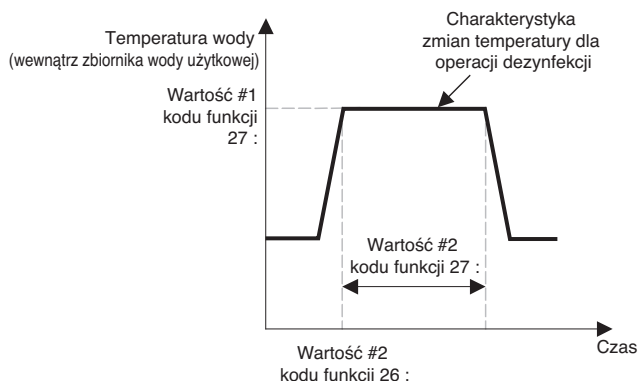 Temperatura wody
(wewnątrz zbiornika wody użytkowej)
Charakterystyka
zmian temperatury dla
operacji dezynfekcji
Wartość #1
kodu funkcji
27 :
Wartość #2
kodu funkcji 27 :
Czas
Wartość #2
kodu funkcii 26 :